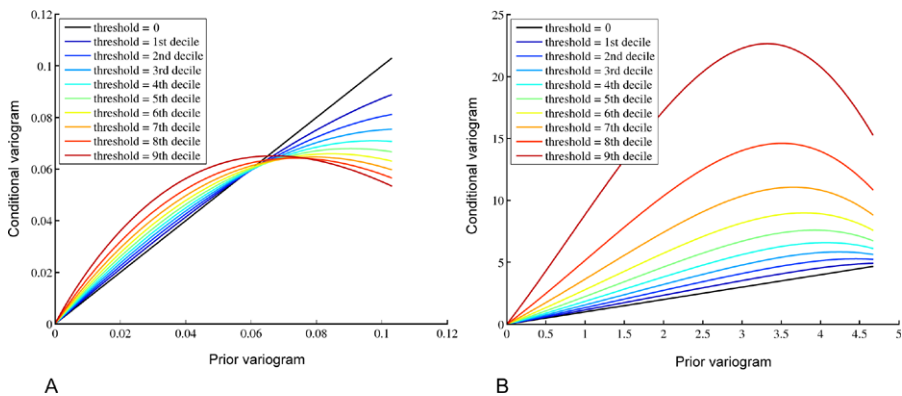 0.12
0.1
0.08
0.06
0.04
0.02
0
Conditional variogram
threshold = 0
threshold = 1st decile
threshold = 2nd decile
threshold = 3rd decile
threshold = 4th decile
threshold = 5th decile
threshold = 6th decile
threshold = 7th decile
threshold = 8th decile
threshold = 9th decile
0 0.02 0.04 0.06 0.08 0.1 0.12
Prior variogram
A
25
20
15
10
5
0
Conditional variogram
threshold = 0
threshold = 1st decile
threshold = 2nd decile
threshold = 3rd decile
threshold = 4th decile
threshold = 5th decile
threshold = 6th decile
threshold = 7th decile
threshold = 8th decile
threshold = 9th decile
0 0.5 1 1.5 2 2.5 3 3.5 4 4.5 5
Prior variogram
B